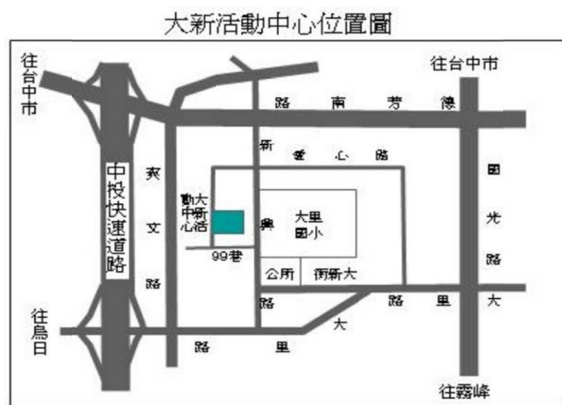 大新活動中心位置圖
往台中市
往台中市
德芳南路
愛心路
新興路
爽文路
中投快速道路
大新活動中心
大里國小
國光路
99巷
公所
大新街
大里路
大里路
往烏日
往霧峰